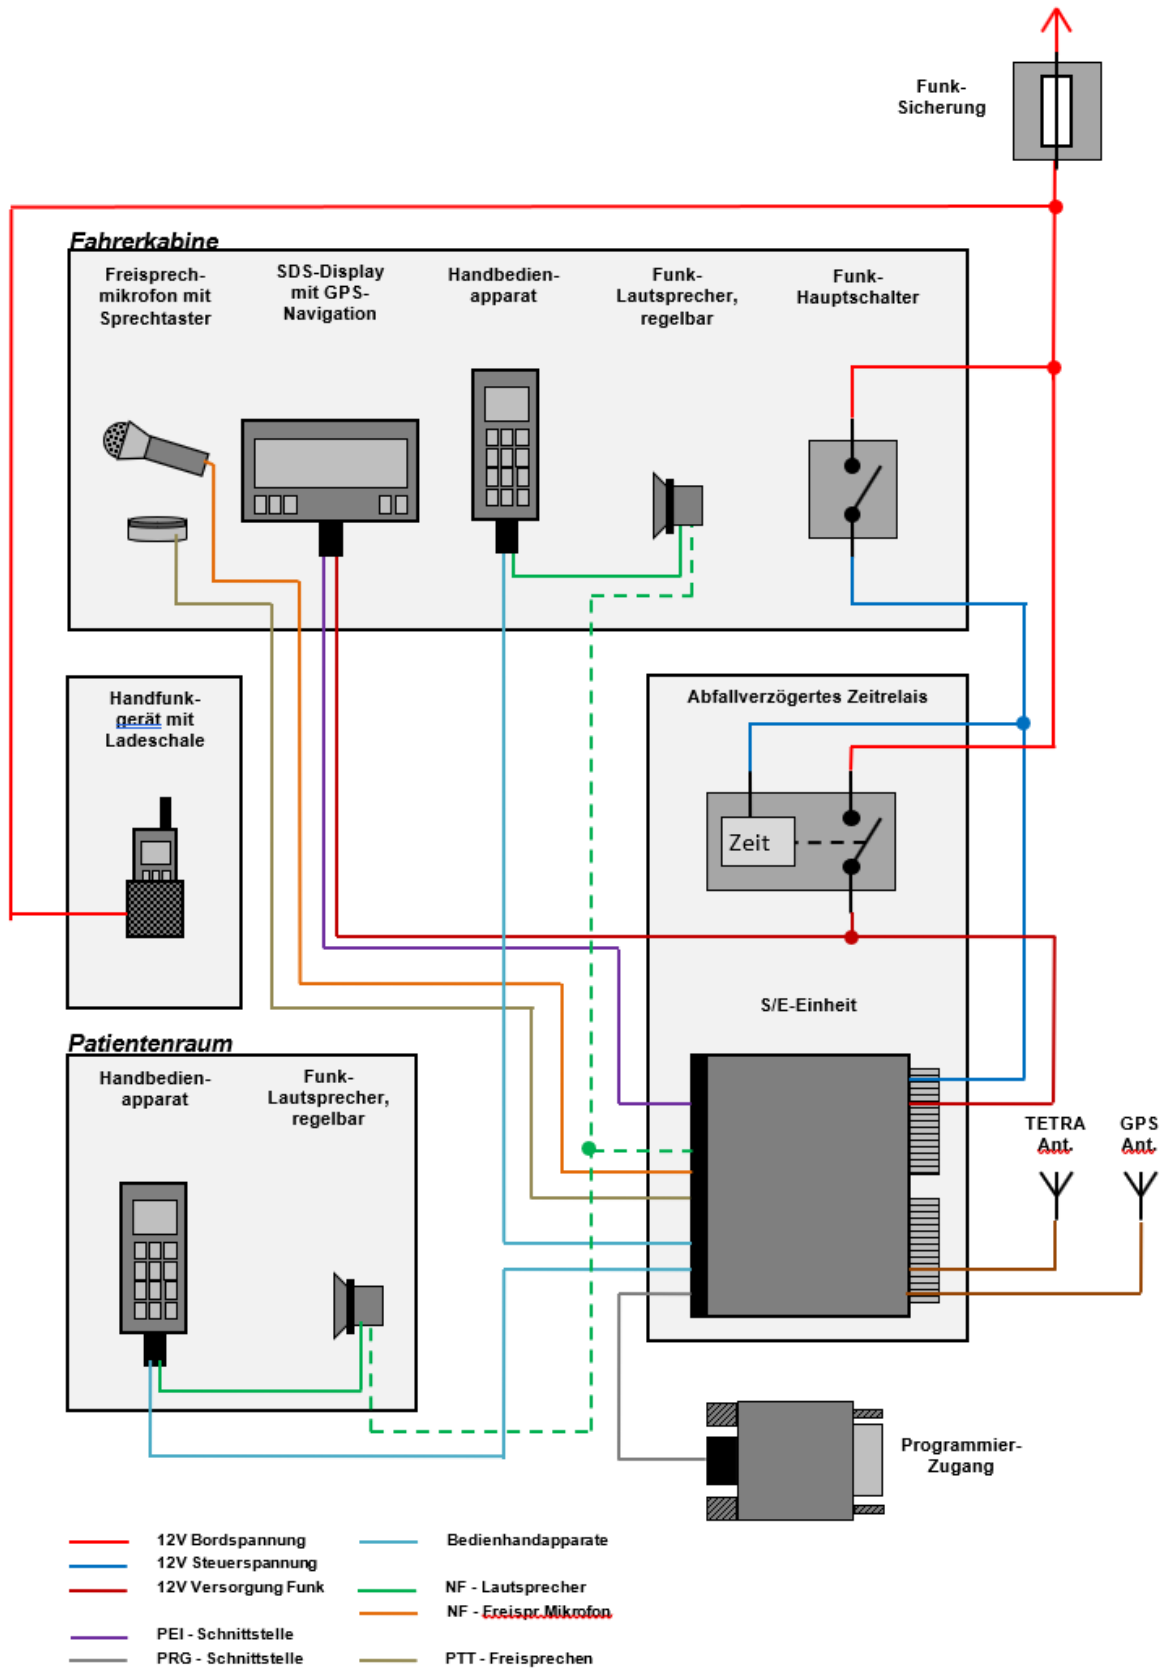 Funk-
Sicherung
Fahrerkabine
Freisprech-
mikrofon mit
Sprechtaster
SDS-Display
mit GPS-
Navigation
Handbedien-
apparat
Funk-
Lautsprecher,
regelbar
Funk-
Hauptschalter
Handfunk-
gerät mit
Ladeschale
Abfallverzögertes Zeitrelais
Zeit
S/E-Einheit
Patientenraum
Handbedien-
apparat
Funk-
Lautsprecher,
regelbar
TETRA
Ant.
GPS
Ant.
Programmier-
Zugang
12V Bordspannung
12V Steuerspannung
12V Versorgung Funk
PEI - Schnittstelle
PRG - Schnittstelle
Bedienhandapparate
NF - Lautsprecher
NF - Freispr.Mikrofon
PTT - Freisprechen